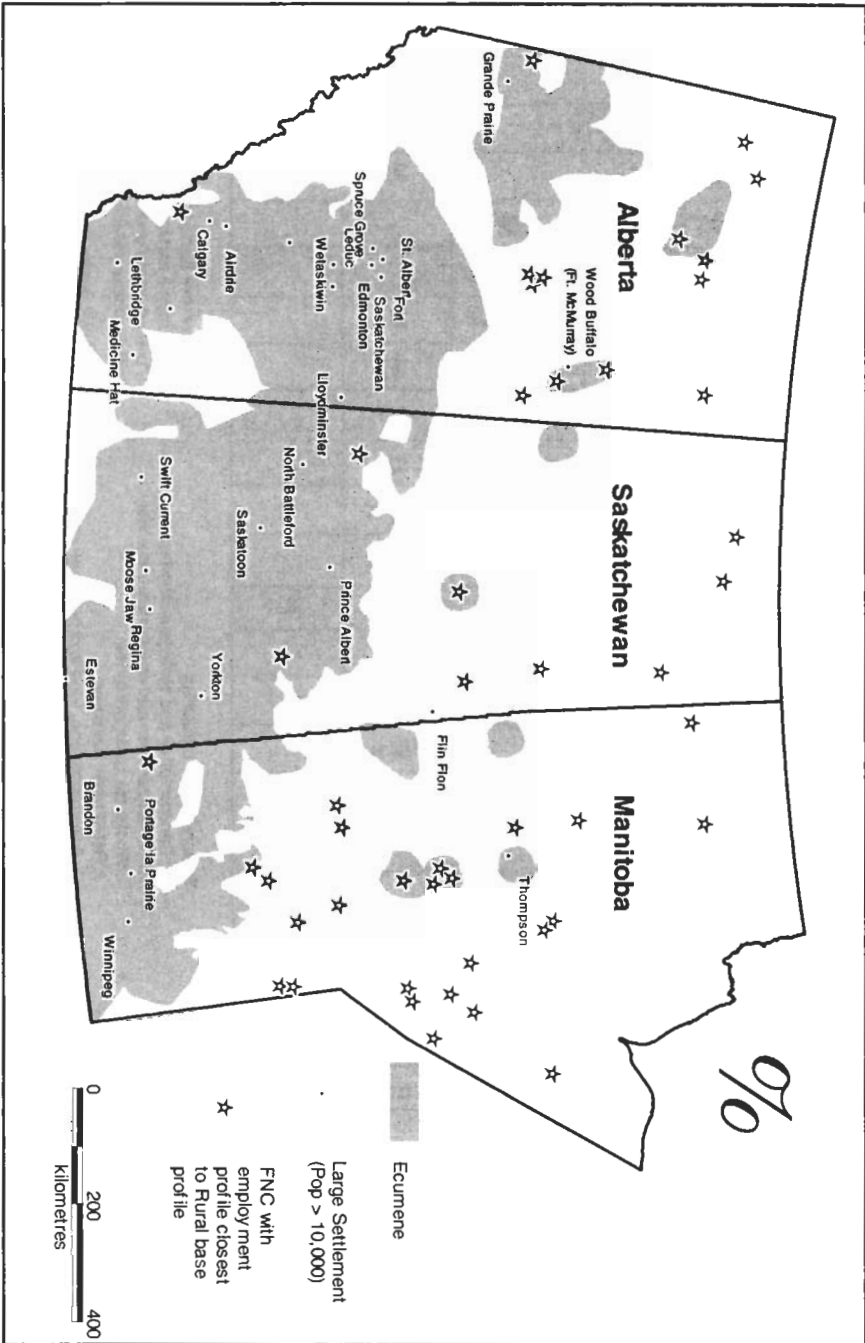 Alberta
Saskatchewan
Manitoba
%
Grande Prairie
Wood Buffalo
(Ft. McMurray)
St. Albert
Fort
Saskatchewan
Edmonton
Spruce Grove
Leduc
Wetaskiwin
Airdrie
Calgary
Lethbridge
Medicine Hat
Lloydminster
North Battleford
Prince Albert
Saskatoon
Swift Current
Moose Jaw
Regina
Yorkton
Estevan
Flin Flon
Thompson
Brandon
Portage la Prairie
Winnipeg
Ecumene
Large Settlement
(Pop > 10,000)
FNC with
employment
profile closest
to Rural base
profile
0 200 400
kilometres